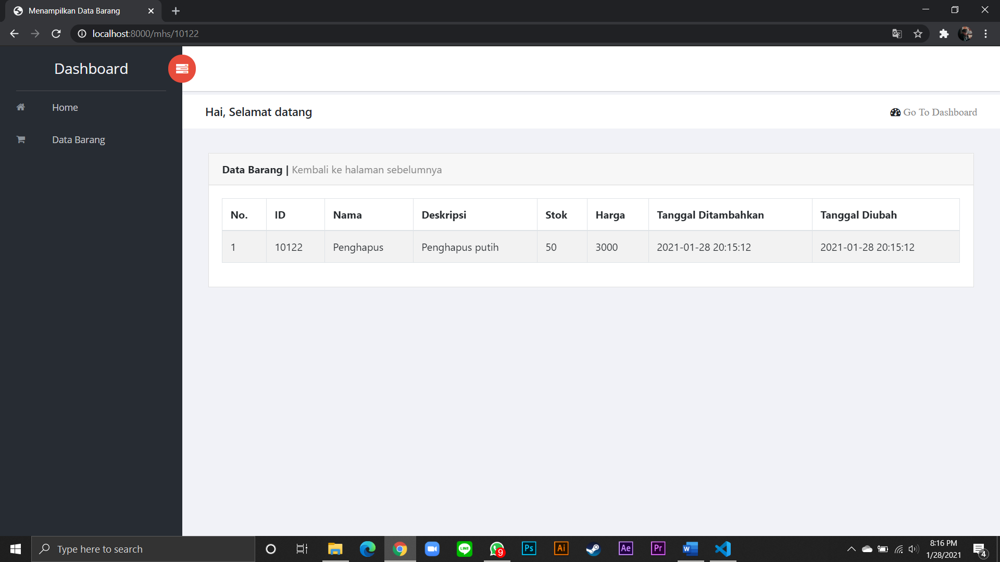 Menampilkan Data Barang
localhost:8000/mhs/10122
Dashboard
Home
Data Barang
Hai, Selamat datang
Go To Dashboard
Data Barang | Kembali ke halaman sebelumnya
No. ID Nama Deskripsi Stok Harga Tanggal Ditambahkan Tanggal Diubah
1 10122 Penghapus Penghapus putih 50 3000 2021-01-28 20:15:12 2021-01-28 20:15:12
Type here to search
LINE
9
Ps
Ai
Ae
Pr
W
8:16 PM
1/28/2021
4